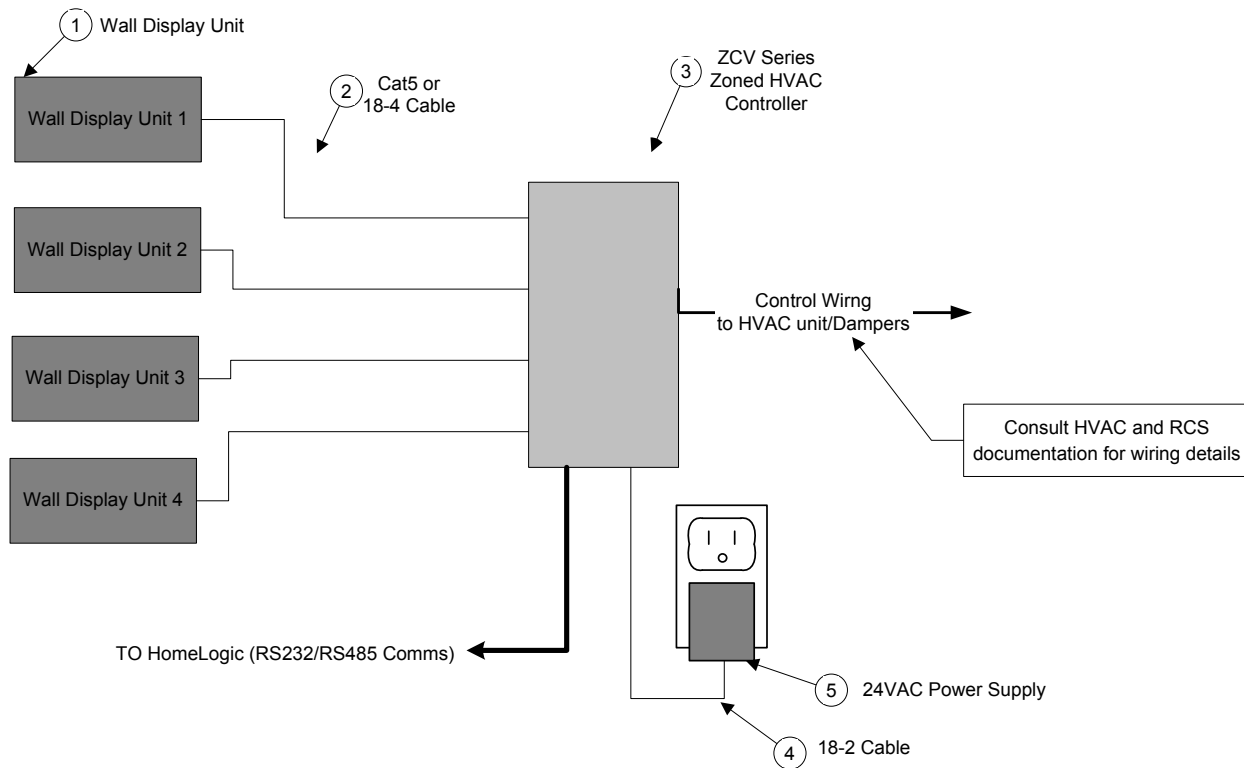 1 Wall Display Unit
Wall Display Unit 1
2 Cat5 or
18-4 Cable
3 ZCV Series
Zoned HVAC
Controller
Wall Display Unit 2
Wall Display Unit 3
Wall Display Unit 4
Control Wirng
to HVAC unit/Dampers
Consult HVAC and RCS
documentation for wiring details
TO HomeLogic (RS232/RS485 Comms)
5 24VAC Power Supply
4 18-2 Cable